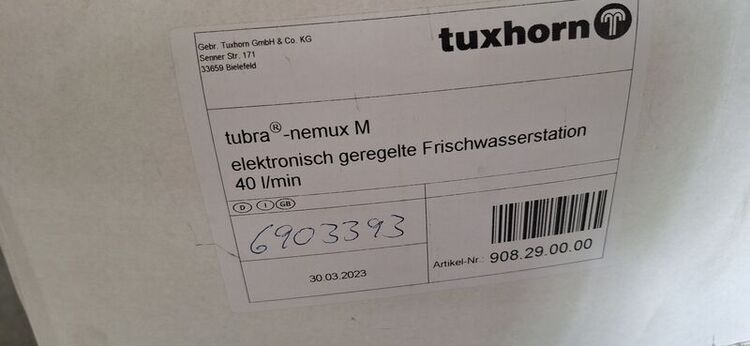 Gebr. Tuxhorn GmbH & Co. KG
Senner Str. 171
33659 Bielefeld
tuxhorn
tubra®-nemux M
elektronisch geregelte Frischwasserstation
40 l/min
D I GB
6903393
30.03.2023
Artikel-Nr.: 908.29.00.00